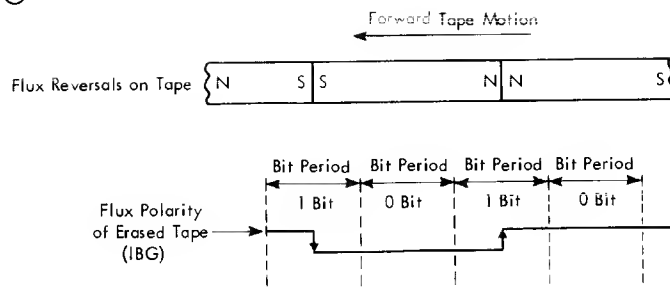 Forward Tape Motion
Flux Reversals on Tape N S S N N S
Bit Period Bit Period Bit Period Bit Period
1 Bit 0 Bit 1 Bit 0 Bit
Flux Polarity
of Erased Tape
(IBG)